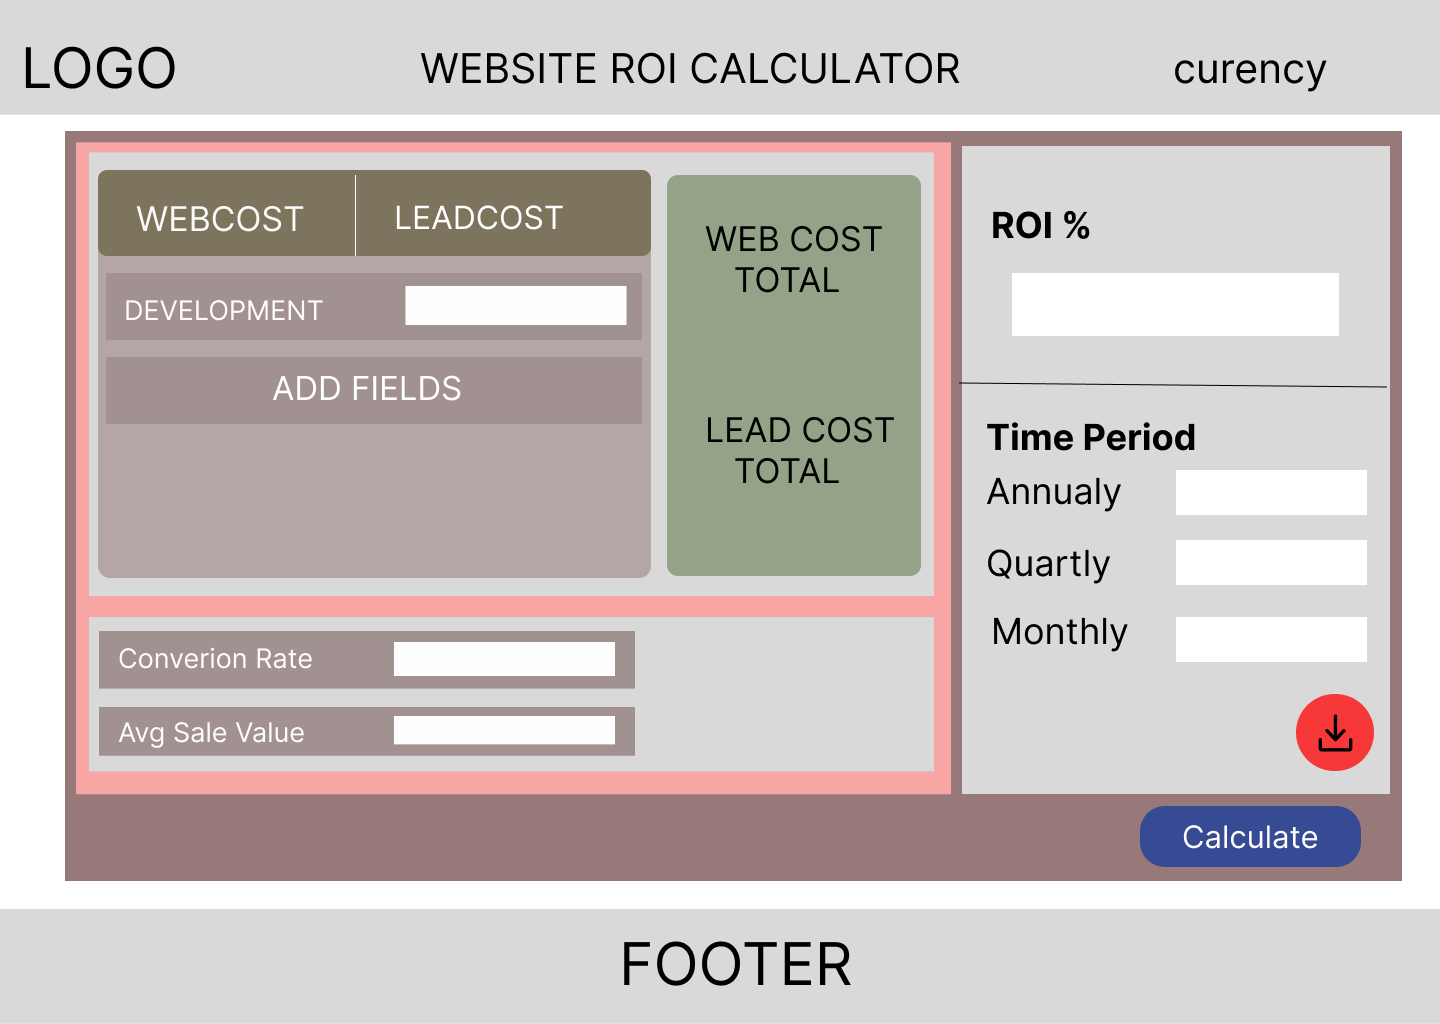 LOGO
WEBSITE ROI CALCULATOR
curency
WEBCOST
LEADCOST
DEVELOPMENT
ADD FIELDS
WEB COST
TOTAL
LEAD COST
TOTAL
Converion Rate
Avg Sale Value
ROI %
Time Period
Annualy
Quartly
Monthly
Calculate
FOOTER